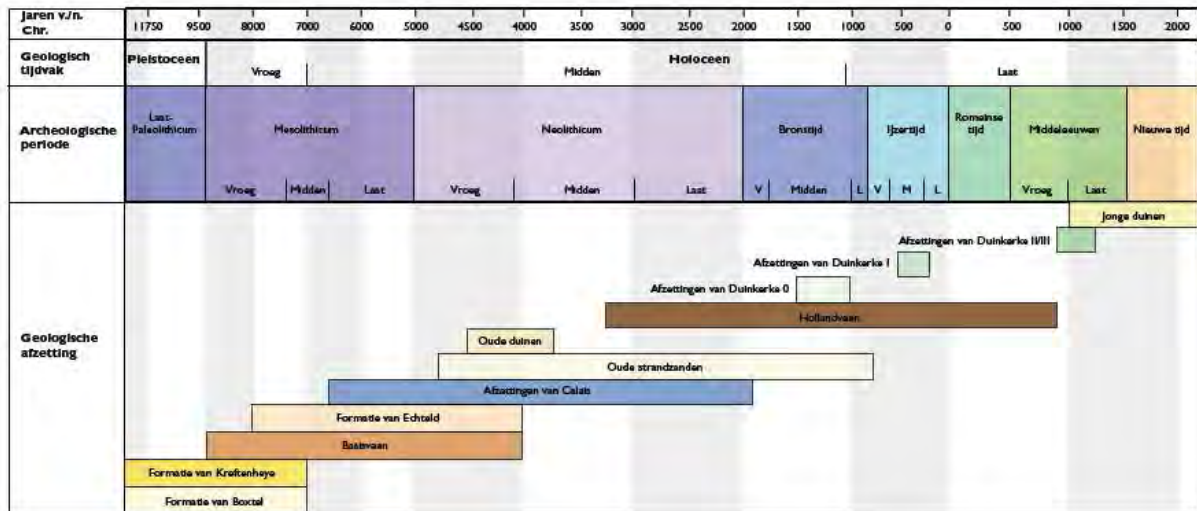 Jaren v./n.
Chr.
11750 9500 8000 7000 6000 5000 4500 4000 3500 3000 2500 2000 1500 1000 500 0 500 1000 1500 2000
Geologisch
tijdvak
Pleistoceen Holoceen
Vroeg Midden Laat
Archeologische
periode
Laat-
Paleolithicum Mesolithicum Neolithicum Bronstijd IJzertijd Romeinse
tijd Middeleeuwen Nieuwe tijd
Vroeg Midden Laat Vroeg Midden Laat V Midden L V M L Vroeg Laat
Geologische
afzetting
Jonge duinen
Afzettingen van Duinkerke II/III
Afzettingen van Duinkerke I
Afzettingen van Duinkerke 0
Hollandveen
Oude duinen
Oude strandzanden
Afzettingen van Calais
Formatie van Echteld
Basisveen
Formatie van Kreftenheye
Formatie van Boxtel